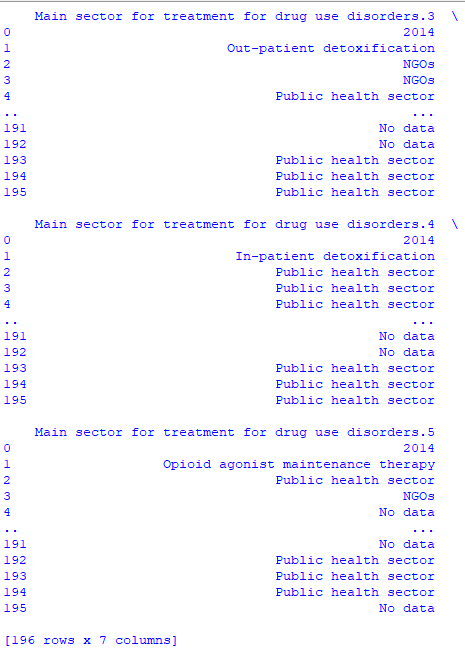 Main sector for treatment for drug use disorders.3 \
0 2014
1 Out-patient detoxification
2 NGOs
3 NGOs
4 Public health sector
.. ...
191 No data
192 No data
193 Public health sector
194 Public health sector
195 Public health sector
Main sector for treatment for drug use disorders.4 \
0 2014
1 In-patient detoxification
2 Public health sector
3 Public health sector
4 Public health sector
.. ...
191 No data
192 No data
193 Public health sector
194 Public health sector
195 Public health sector
Main sector for treatment for drug use disorders.5
0 2014
1 Opioid agonist maintenance therapy
2 Public health sector
3 NGOs
4 No data
.. ...
191 No data
192 Public health sector
193 Public health sector
194 Public health sector
195 No data
[196 rows x 7 columns]